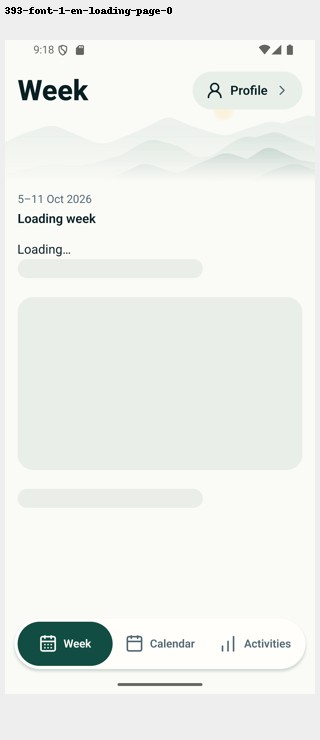 393-font-1-en-loading-page-0
9:18
Week
Profile
5–11 Oct 2026
Loading week
Loading…
Week
Calendar
Activities